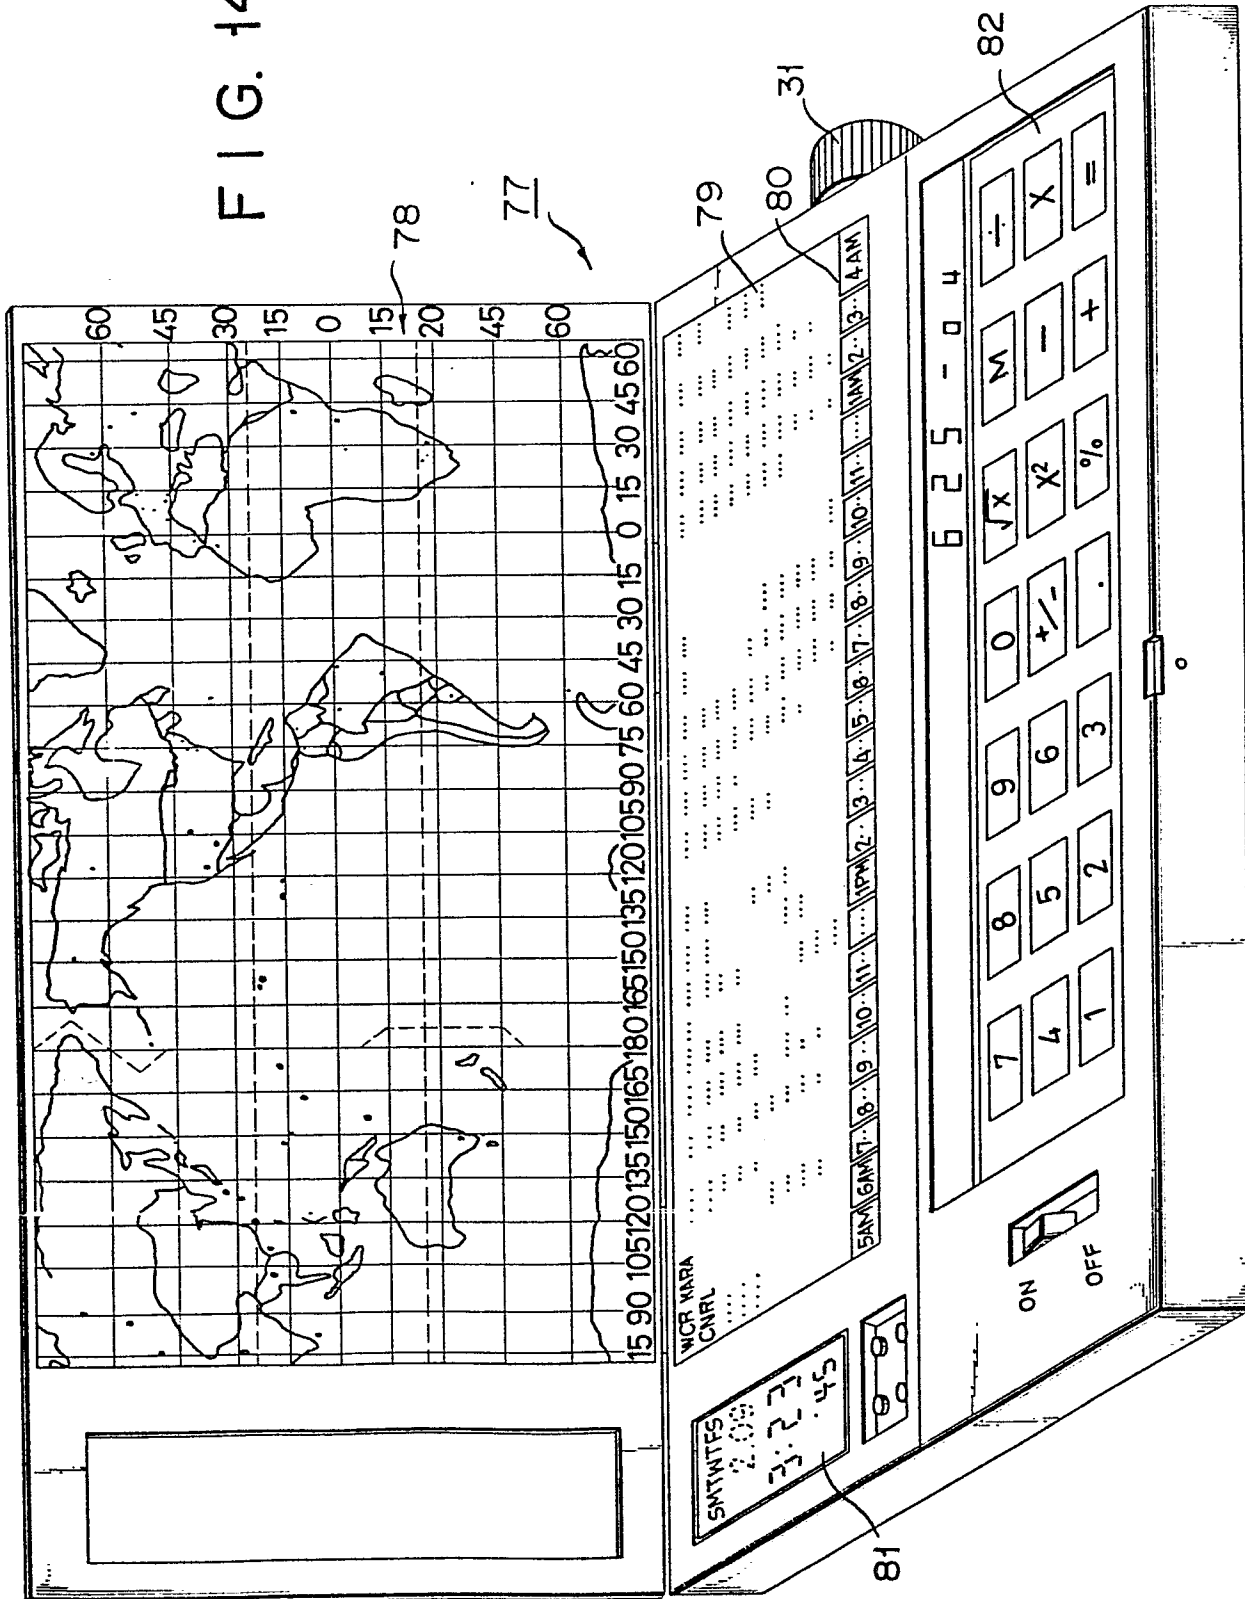 FIG. 14
77
78
60
45
30
15
0
15
20
45
60
15 90 105 120 135 150 165 180 165 150 135 120 105 90 75 60 45 30 15 0 15 30 45 60
31
79
80
WCR KARA
CNRL
5AM 6AM 7·· 8·· 9·· 10·· 11·· ···· 1PM 2·· 3·· 4·· 5·· 6·· 7·· 8·· 9·· 10·· 11·· ···· 1AM 2·· 3·· 4AM
SMTWTFS
2.09
23:23
.45
81
82
625-04
7 8 9 0 √x M ÷
4 5 6 +/- X² − X
1 2 3 . % + =
ON
OFF